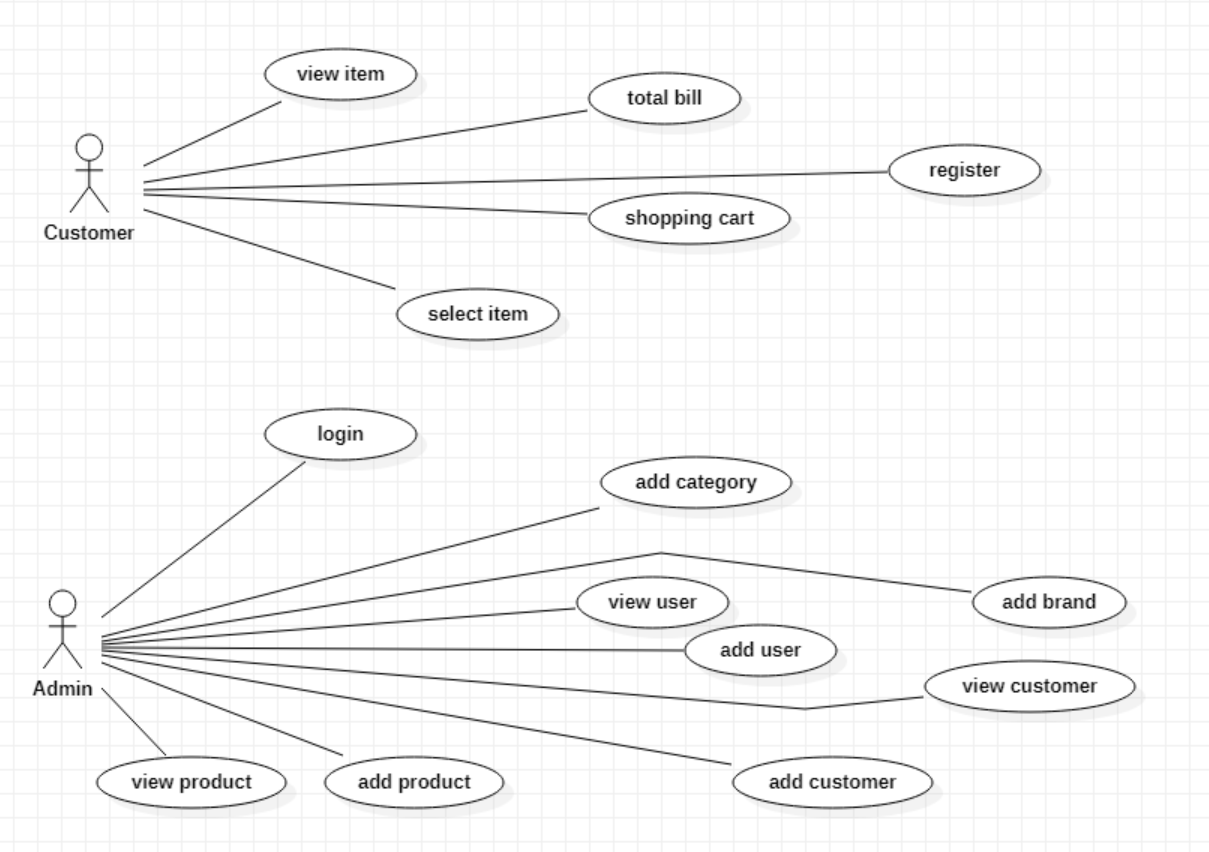 view item
total bill
register
shopping cart
Customer
select item
login
add category
view user
add brand
add user
view customer
Admin
view product
add product
add customer